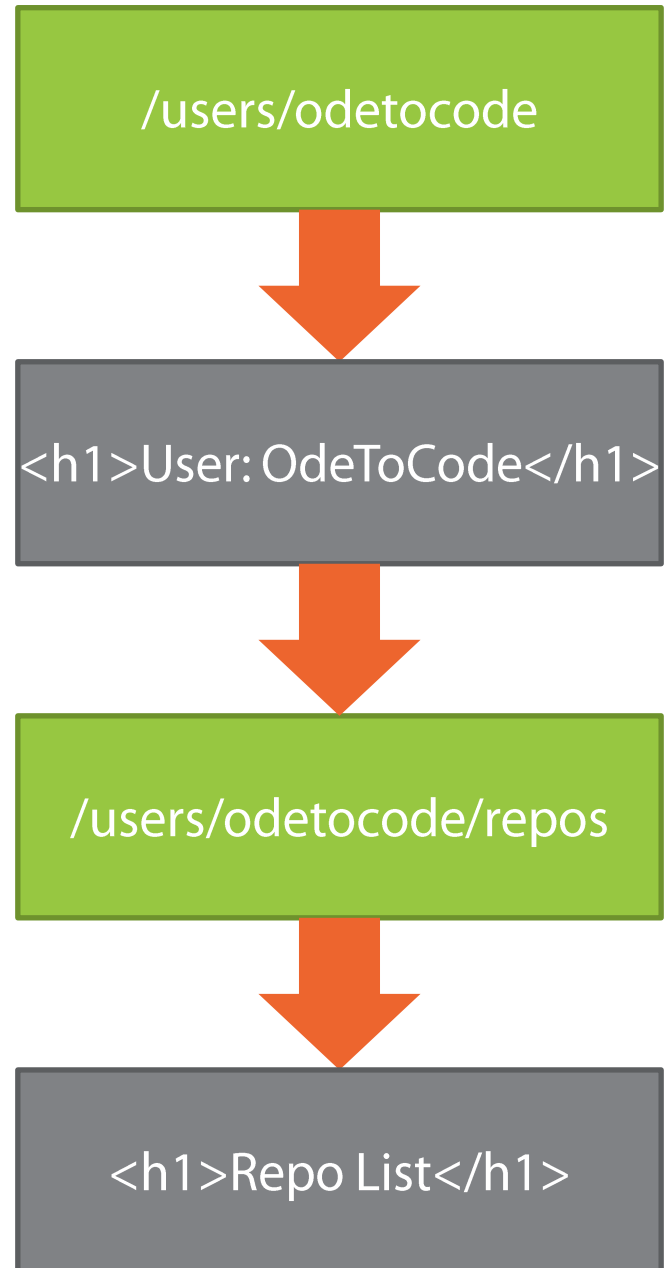 /users/odetocode
<h1>User: OdeToCode</h1>
/users/odetocode/repos
<h1>Repo List</h1>